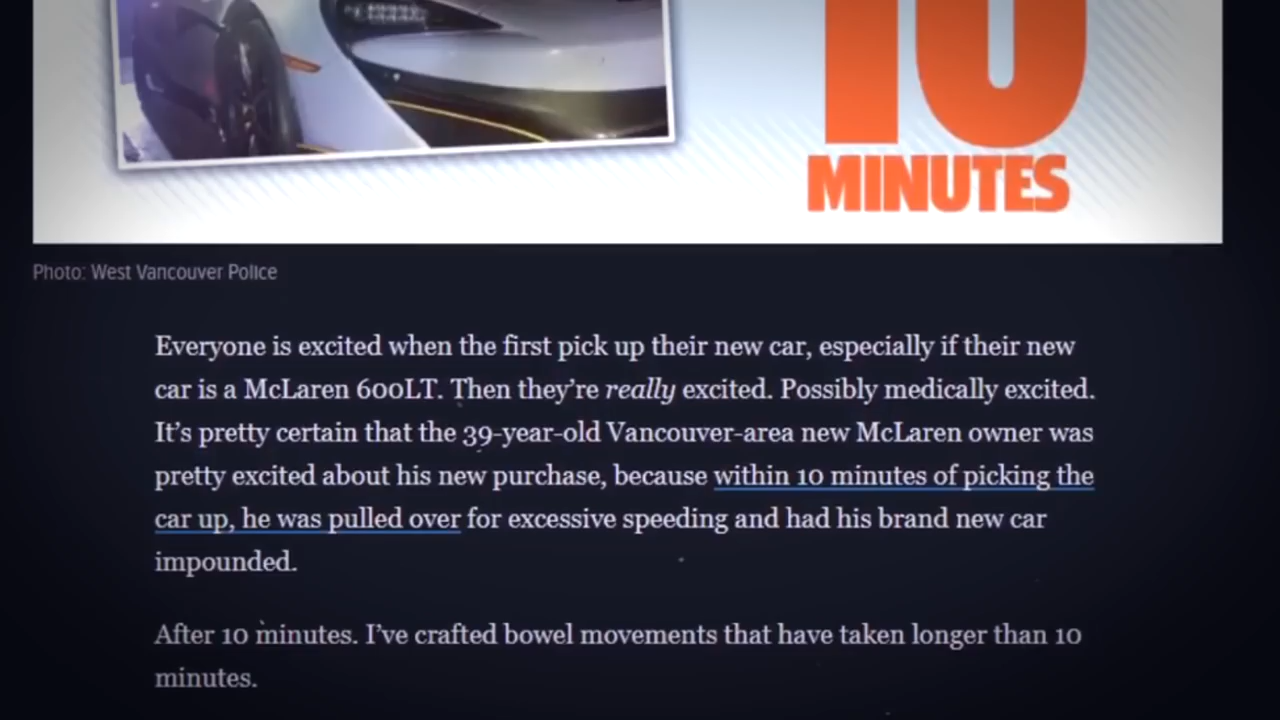 10
MINUTES
Photo: West Vancouver Police
Everyone is excited when the first pick up their new car, especially if their new
car is a McLaren 600LT. Then they’re really excited. Possibly medically excited.
It’s pretty certain that the 39-year-old Vancouver-area new McLaren owner was
pretty excited about his new purchase, because within 10 minutes of picking the
car up, he was pulled over for excessive speeding and had his brand new car
impounded.
After 10 minutes. I’ve crafted bowel movements that have taken longer than 10
minutes.